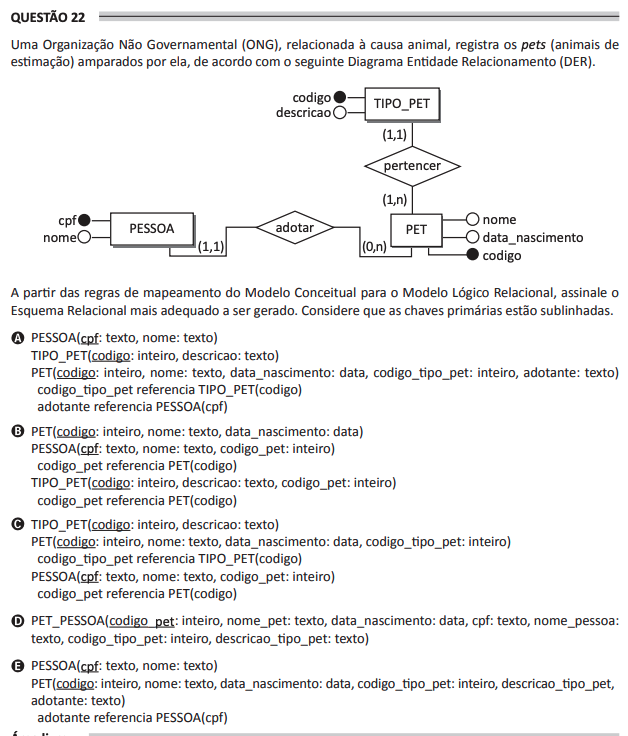 QUESTÃO 22
Uma Organização Não Governamental (ONG), relacionada à causa animal, registra os pets (animais de
estimação) amparados por ela, de acordo com o seguinte Diagrama Entidade Relacionamento (DER).
codigo
descricao
TIPO_PET
(1,1)
pertencer
(1,n)
cpf
nome
PESSOA
(1,1)
adotar
(0,n)
PET
nome
data_nascimento
codigo
A partir das regras de mapeamento do Modelo Conceitual para o Modelo Lógico Relacional, assinale o
Esquema Relacional mais adequado a ser gerado. Considere que as chaves primárias estão sublinhadas.
A PESSOA(cpf: texto, nome: texto)
TIPO_PET(codigo: inteiro, descricao: texto)
PET(codigo: inteiro, nome: texto, data_nascimento: data, codigo_tipo_pet: inteiro, adotante: texto)
codigo_tipo_pet referencia TIPO_PET(codigo)
adotante referencia PESSOA(cpf)
B PET(codigo: inteiro, nome: texto, data_nascimento: data)
PESSOA(cpf: texto, nome: texto, codigo_pet: inteiro)
codigo_pet referencia PET(codigo)
TIPO_PET(codigo: inteiro, descricao: texto, codigo_pet: inteiro)
codigo_pet referencia PET(codigo)
C TIPO_PET(codigo: inteiro, descricao: texto)
PET(codigo: inteiro, nome: texto, data_nascimento: data, codigo_tipo_pet: inteiro)
codigo_tipo_pet referencia TIPO_PET(codigo)
PESSOA(cpf: texto, nome: texto, codigo_pet: inteiro)
codigo_pet referencia PET(codigo)
D PET_PESSOA(codigo_pet: inteiro, nome_pet: texto, data_nascimento: data, cpf: texto, nome_pessoa:
texto, codigo_tipo_pet: inteiro, descricao_tipo_pet: texto)
E PESSOA(cpf: texto, nome: texto)
PET(codigo: inteiro, nome: texto, data_nascimento: data, codigo_tipo_pet: inteiro, descricao_tipo_pet,
adotante: texto)
adotante referencia PESSOA(cpf)